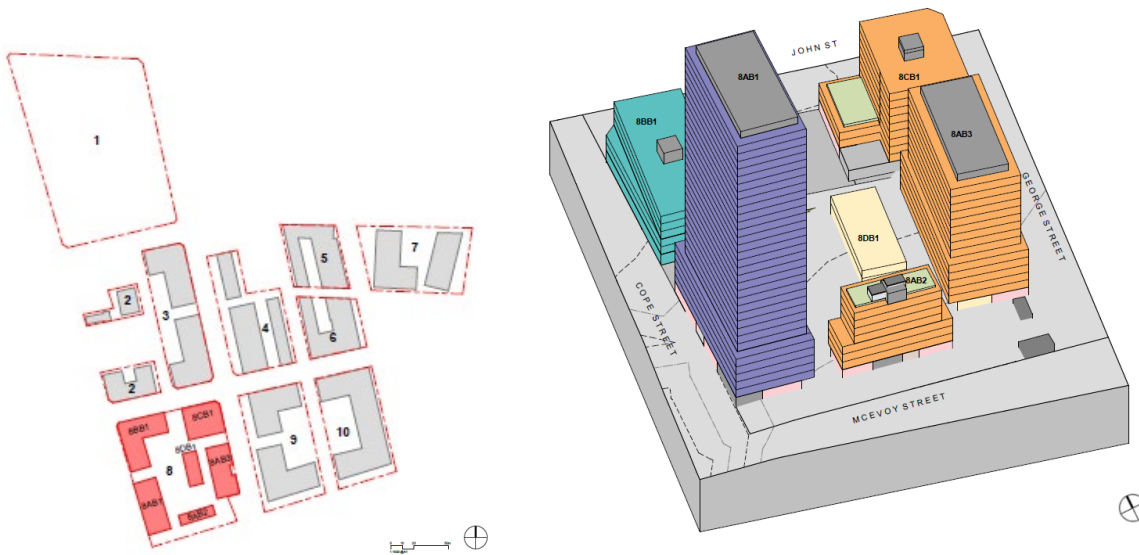 1
2
3
4
5
6
7
2
8BB1
8CB1
8DB1
8
8AB3
8AB1
8AB2
9
10
JOHN ST
8AB1
8CB1
8BB1
8AB3
8DB1
8AB2
GEORGE STREET
COPE STREET
MCEVOY STREET